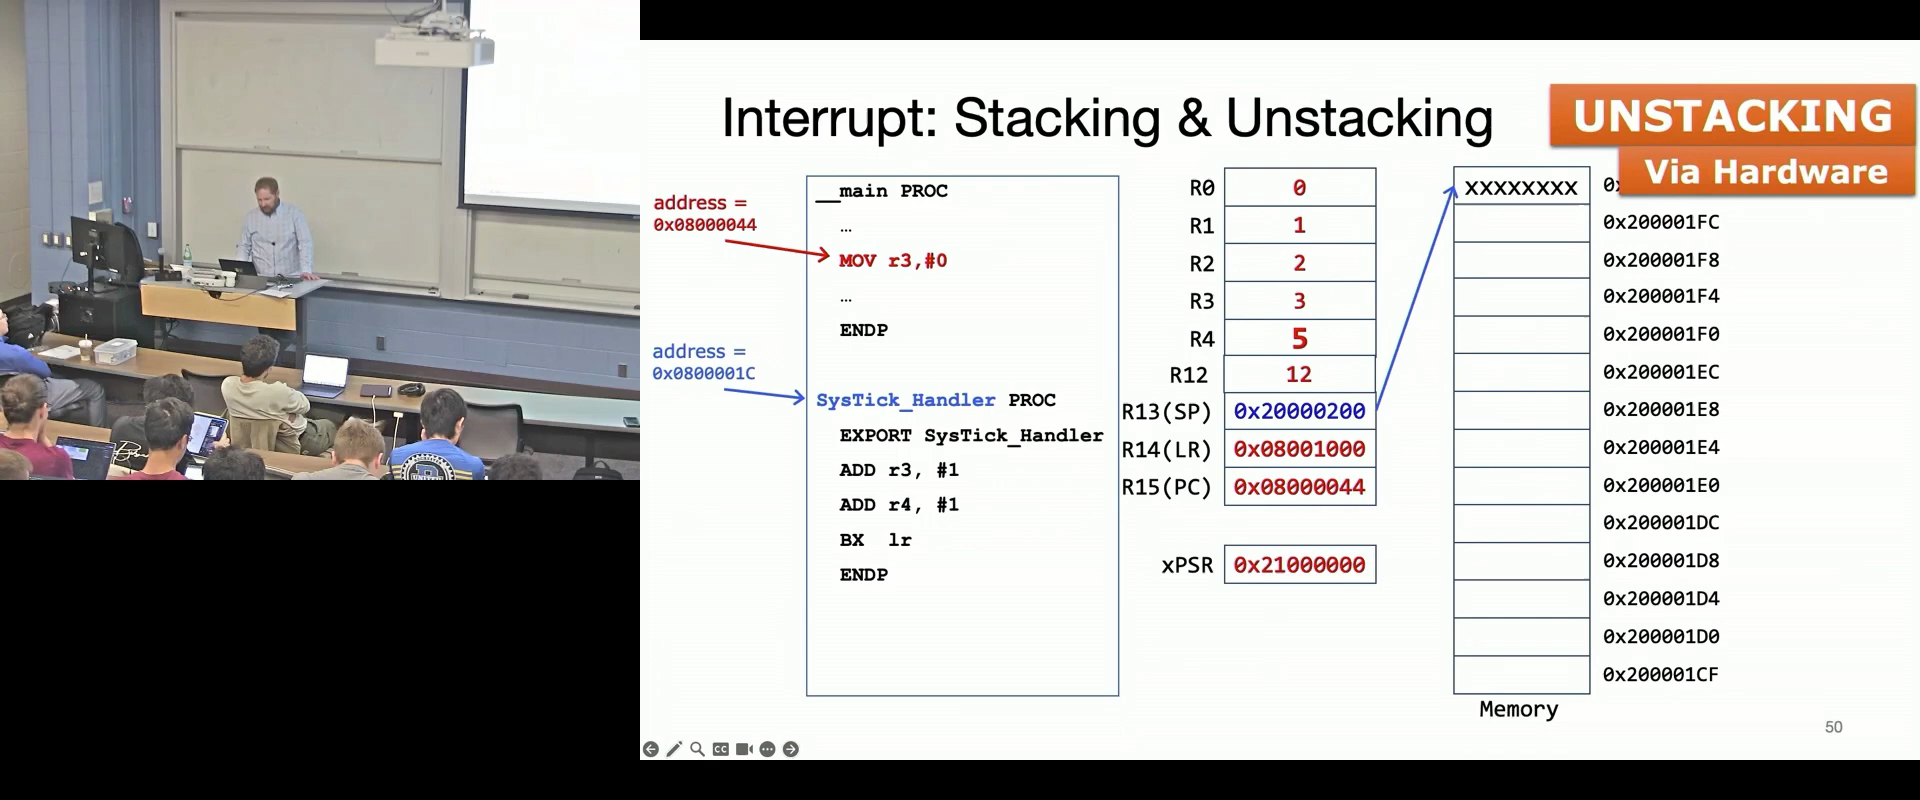 Interrupt: Stacking & Unstacking
UNSTACKING
Via Hardware
address =
0x08000044
__main PROC
…
MOV r3,#0
…
ENDP
address =
0x0800001C
SysTick_Handler PROC
EXPORT SysTick_Handler
ADD r3, #1
ADD r4, #1
BX lr
ENDP
R0 0
R1 1
R2 2
R3 3
R4 5
R12 12
R13(SP) 0x20000200
R14(LR) 0x08001000
R15(PC) 0x08000044
xPSR 0x21000000
xxxxxxxx
0x200001FC
0x200001F8
0x200001F4
0x200001F0
0x200001EC
0x200001E8
0x200001E4
0x200001E0
0x200001DC
0x200001D8
0x200001D4
0x200001D0
0x200001CF
Memory
50
CC